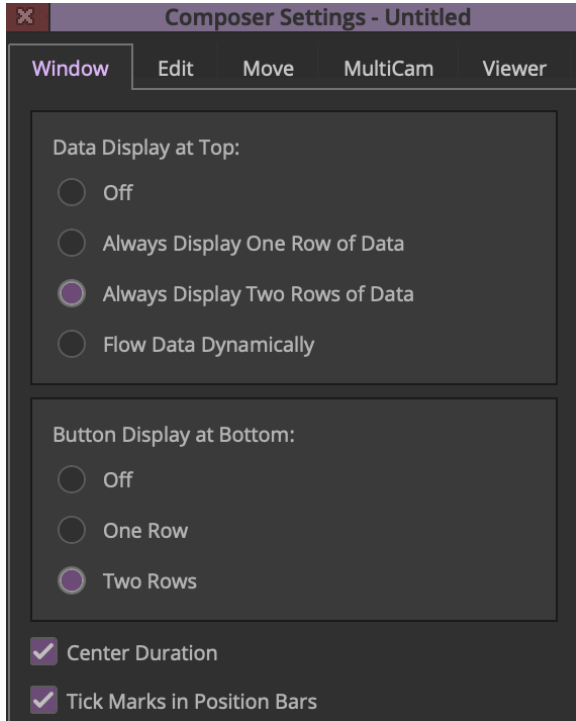 Composer Settings - Untitled
Window Edit Move MultiCam Viewer
Data Display at Top:
Off
Always Display One Row of Data
Always Display Two Rows of Data
Flow Data Dynamically
Button Display at Bottom:
Off
One Row
Two Rows
Center Duration
Tick Marks in Position Bars